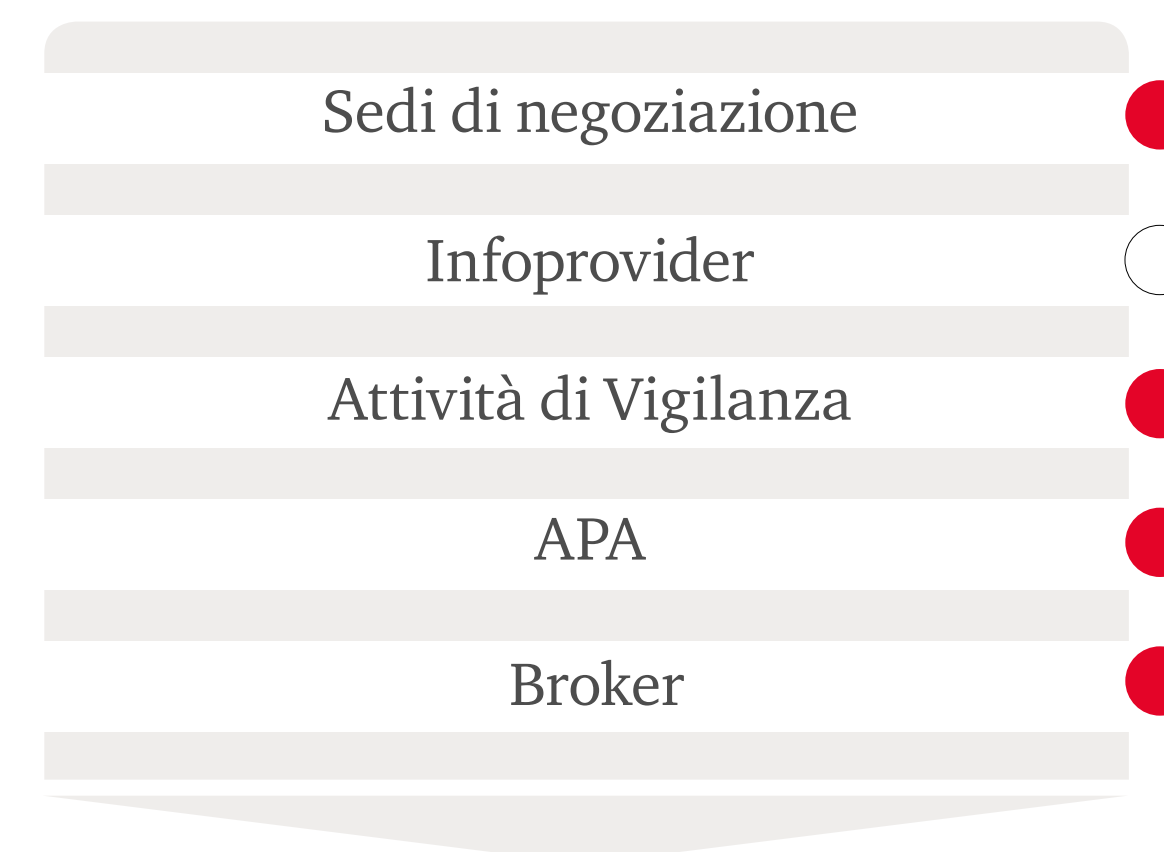 Sedi di negoziazione
Infoprovider
Attività di Vigilanza
APA
Broker